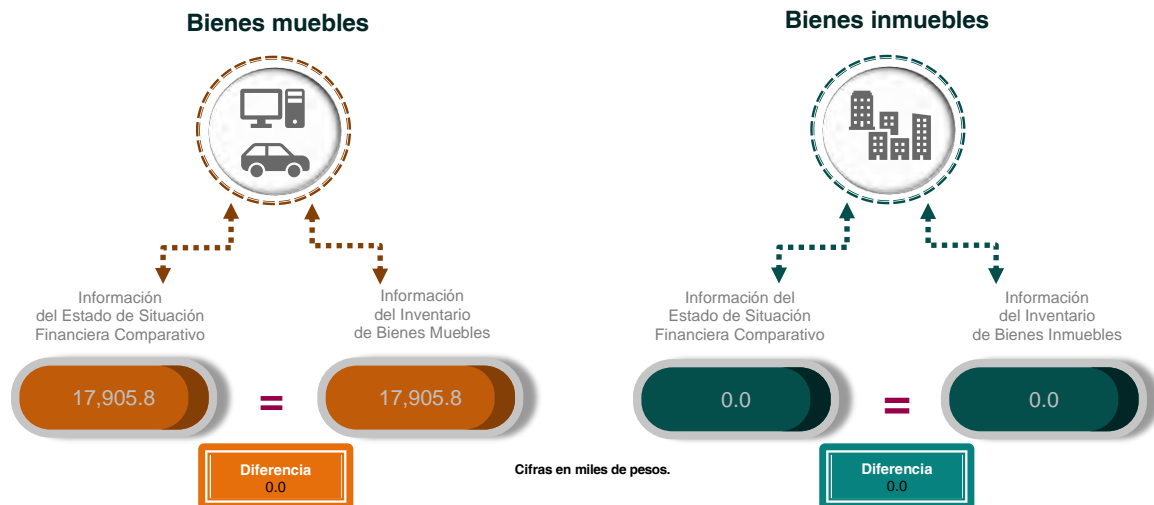 Bienes muebles
Información
del Estado de Situación
Financiera Comparativo
Información
del Inventario
de Bienes Muebles
17,905.8
=
17,905.8
Diferencia
0.0
Cifras en miles de pesos.
Bienes inmuebles
Información del
Estado de Situación
Financiera Comparativo
Información
del Inventario
de Bienes Inmuebles
0.0
=
0.0
Diferencia
0.0